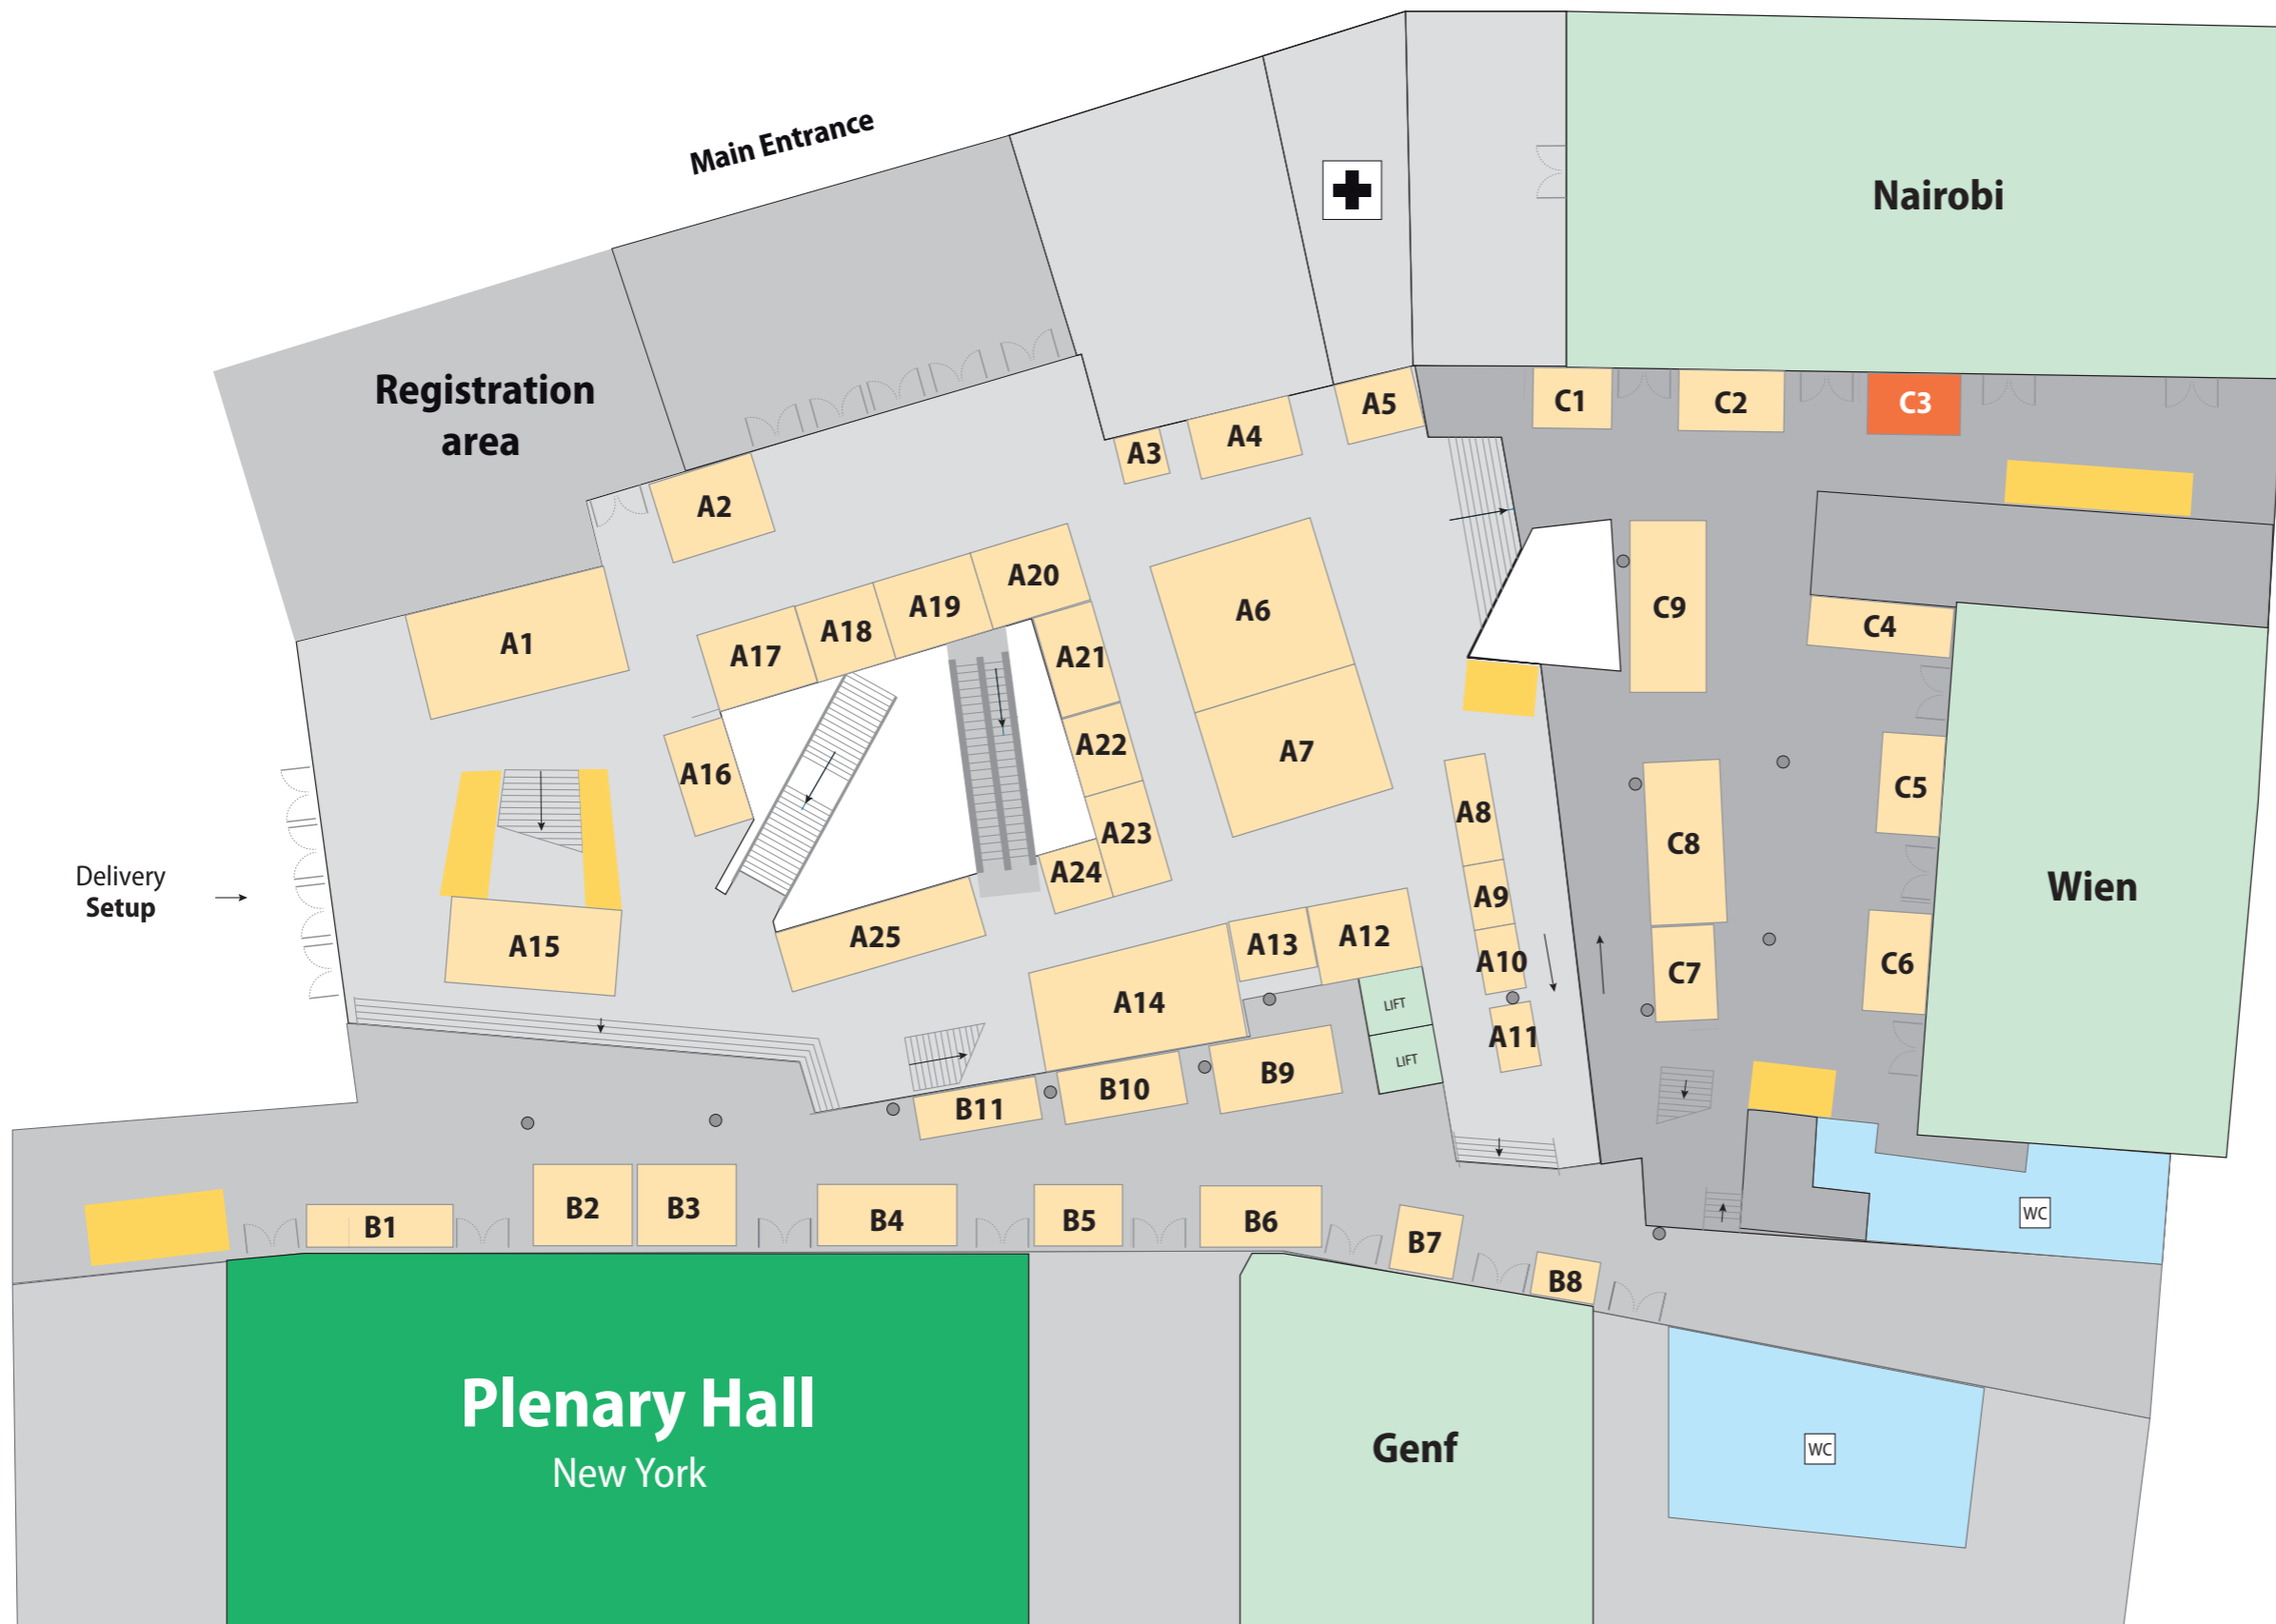 Main Entrance
Nairobi
Registration
area
C1
C2
C3
A5
A4
A3
A2
A20
A19
A18
A17
A1
A6
C9
C4
A21
A22
A7
A16
A8
C5
A23
C8
A24
Delivery
Setup
A9
Wien
A15
A25
A13
A12
A10
C7
C6
A14
LIFT
A11
LIFT
B9
B10
B11
B1
B2
B3
B4
B5
B6
B7
B8
WC
Plenary Hall
New York
Genf
WC